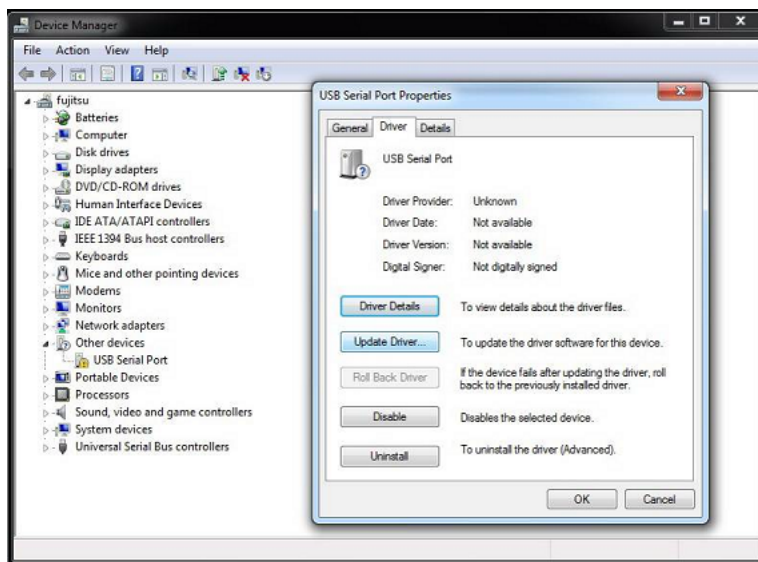 Device Manager
File Action View Help
fujitsu
Batteries
Computer
Disk drives
Display adapters
DVD/CD-ROM drives
Human Interface Devices
IDE ATA/ATAPI controllers
IEEE 1394 Bus host controllers
Keyboards
Mice and other pointing devices
Modems
Monitors
Network adapters
Other devices
USB Serial Port
Portable Devices
Processors
Sound, video and game controllers
System devices
Universal Serial Bus controllers
USB Serial Port Properties
General Driver Details
USB Serial Port
Driver Provider: Unknown
Driver Date: Not available
Driver Version: Not available
Digital Signer: Not digitally signed
Driver Details To view details about the driver files.
Update Driver... To update the driver software for this device.
Roll Back Driver If the device fails after updating the driver, roll
back to the previously installed driver.
Disable Disables the selected device.
Uninstall To uninstall the driver (Advanced).
OK Cancel